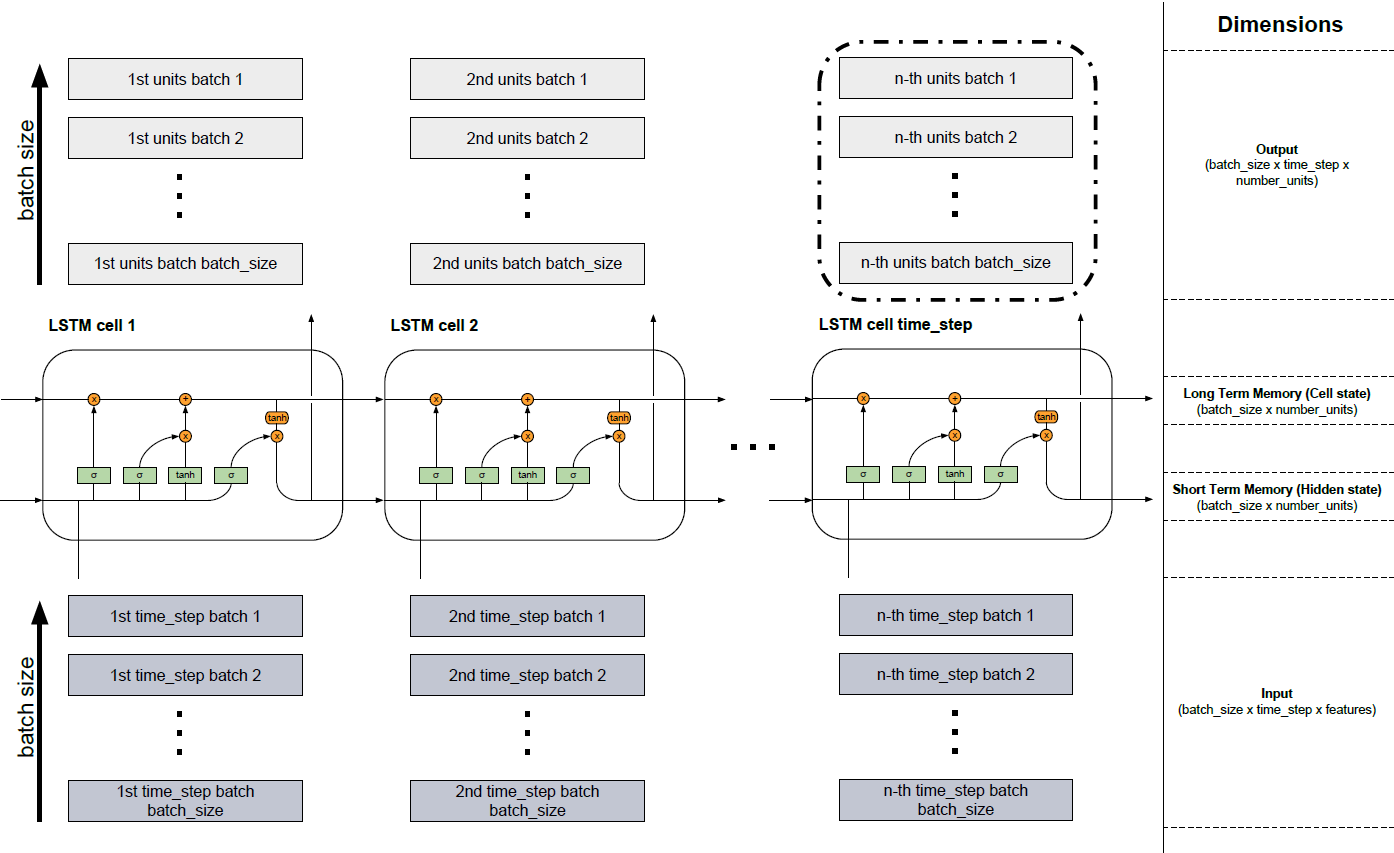 Dimensions
batch size
1st units batch 1
2nd units batch 1
n-th units batch 1
1st units batch 2
2nd units batch 2
n-th units batch 2
1st units batch batch_size
2nd units batch batch_size
n-th units batch batch_size
Output
(batch_size x time_step x
number_units)
LSTM cell 1
LSTM cell 2
LSTM cell time_step
x
+
tanh
x
x
σ
σ
tanh
σ
x
+
tanh
x
x
σ
σ
tanh
σ
x
+
tanh
x
x
σ
σ
tanh
σ
Long Term Memory (Cell state)
(batch_size x number_units)
Short Term Memory (Hidden state)
(batch_size x number_units)
batch size
1st time_step batch 1
2nd time_step batch 1
n-th time_step batch 1
1st time_step batch 2
2nd time_step batch 2
n-th time_step batch 2
1st time_step batch
batch_size
2nd time_step batch
batch_size
n-th time_step batch
batch_size
Input
(batch_size x time_step x features)